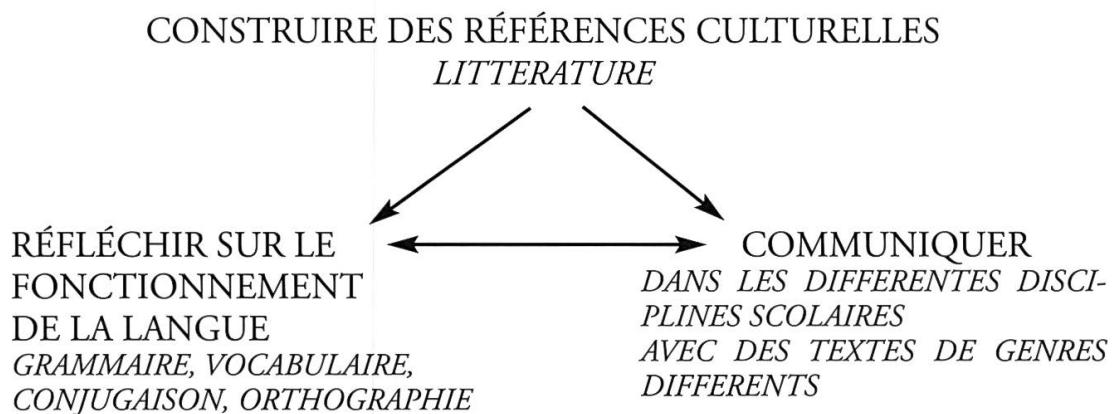 CONSTRUIRE DES RÉFÉRENCES CULTURELLES
LITTERATURE
RÉFLÉCHIR SUR LE
FONCTIONNEMENT
DE LA LANGUE
GRAMMAIRE, VOCABULAIRE,
CONJUGAISON, ORTHOGRAPHIE
COMMUNIQUER
DANS LES DIFFERENTES DISCI-
PLINES SCOLAIRES
AVEC DES TEXTES DE GENRES
DIFFERENTS